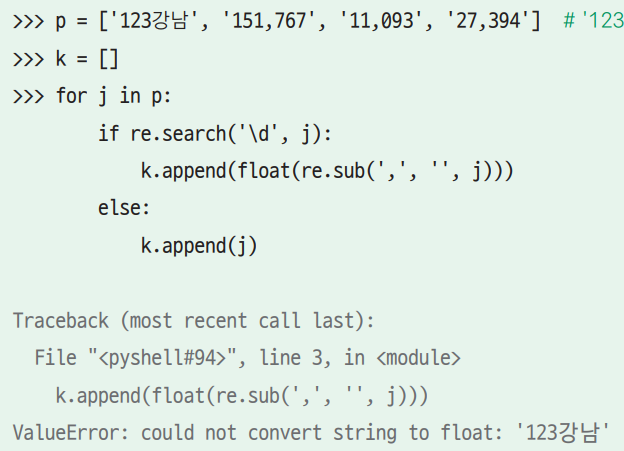 >>> p = ['123강남', '151,767', '11,093', '27,394']  # '123
>>> k = []
>>> for j in p:
        if re.search('\d', j):
            k.append(float(re.sub(',', '', j)))
        else:
            k.append(j)

Traceback (most recent call last):
  File "<pyshell#94>", line 3, in <module>
    k.append(float(re.sub(',', '', j)))
ValueError: could not convert string to float: '123강남'